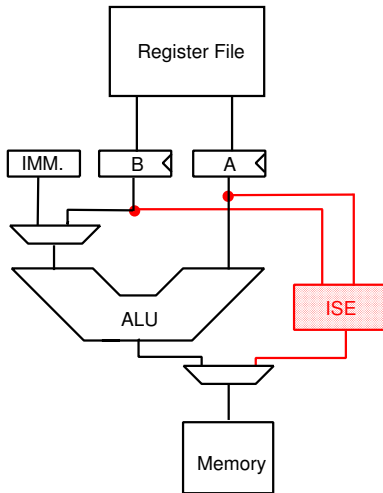 Register File
IMM.
B
A
ALU
ISE
Memory